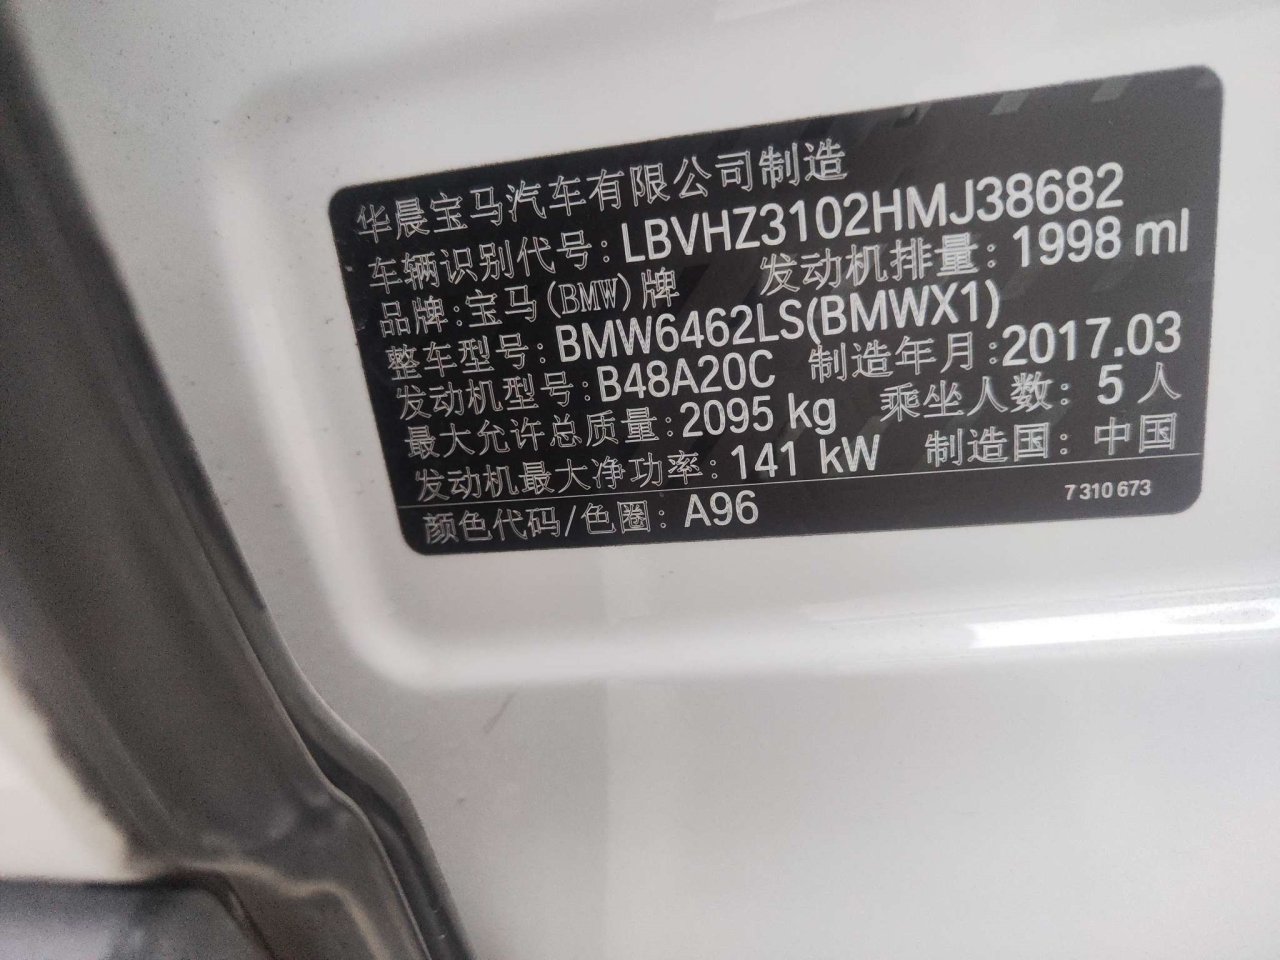 华晨宝马汽车有限公司制造
车辆识别代号: LBVHZ3102HMJ38682
品牌:宝马(BMW)牌 发动机排量: 1998 ml
整车型号: BMW6462LS(BMWX1)
发动机型号: B48A20C 制造年月:2017.03
最大允许总质量:2095 kg 乘坐人数: 5 人
发动机最大净功率: 141 kW 制造国: 中国
颜色代码/色圈: A96 7 310 673